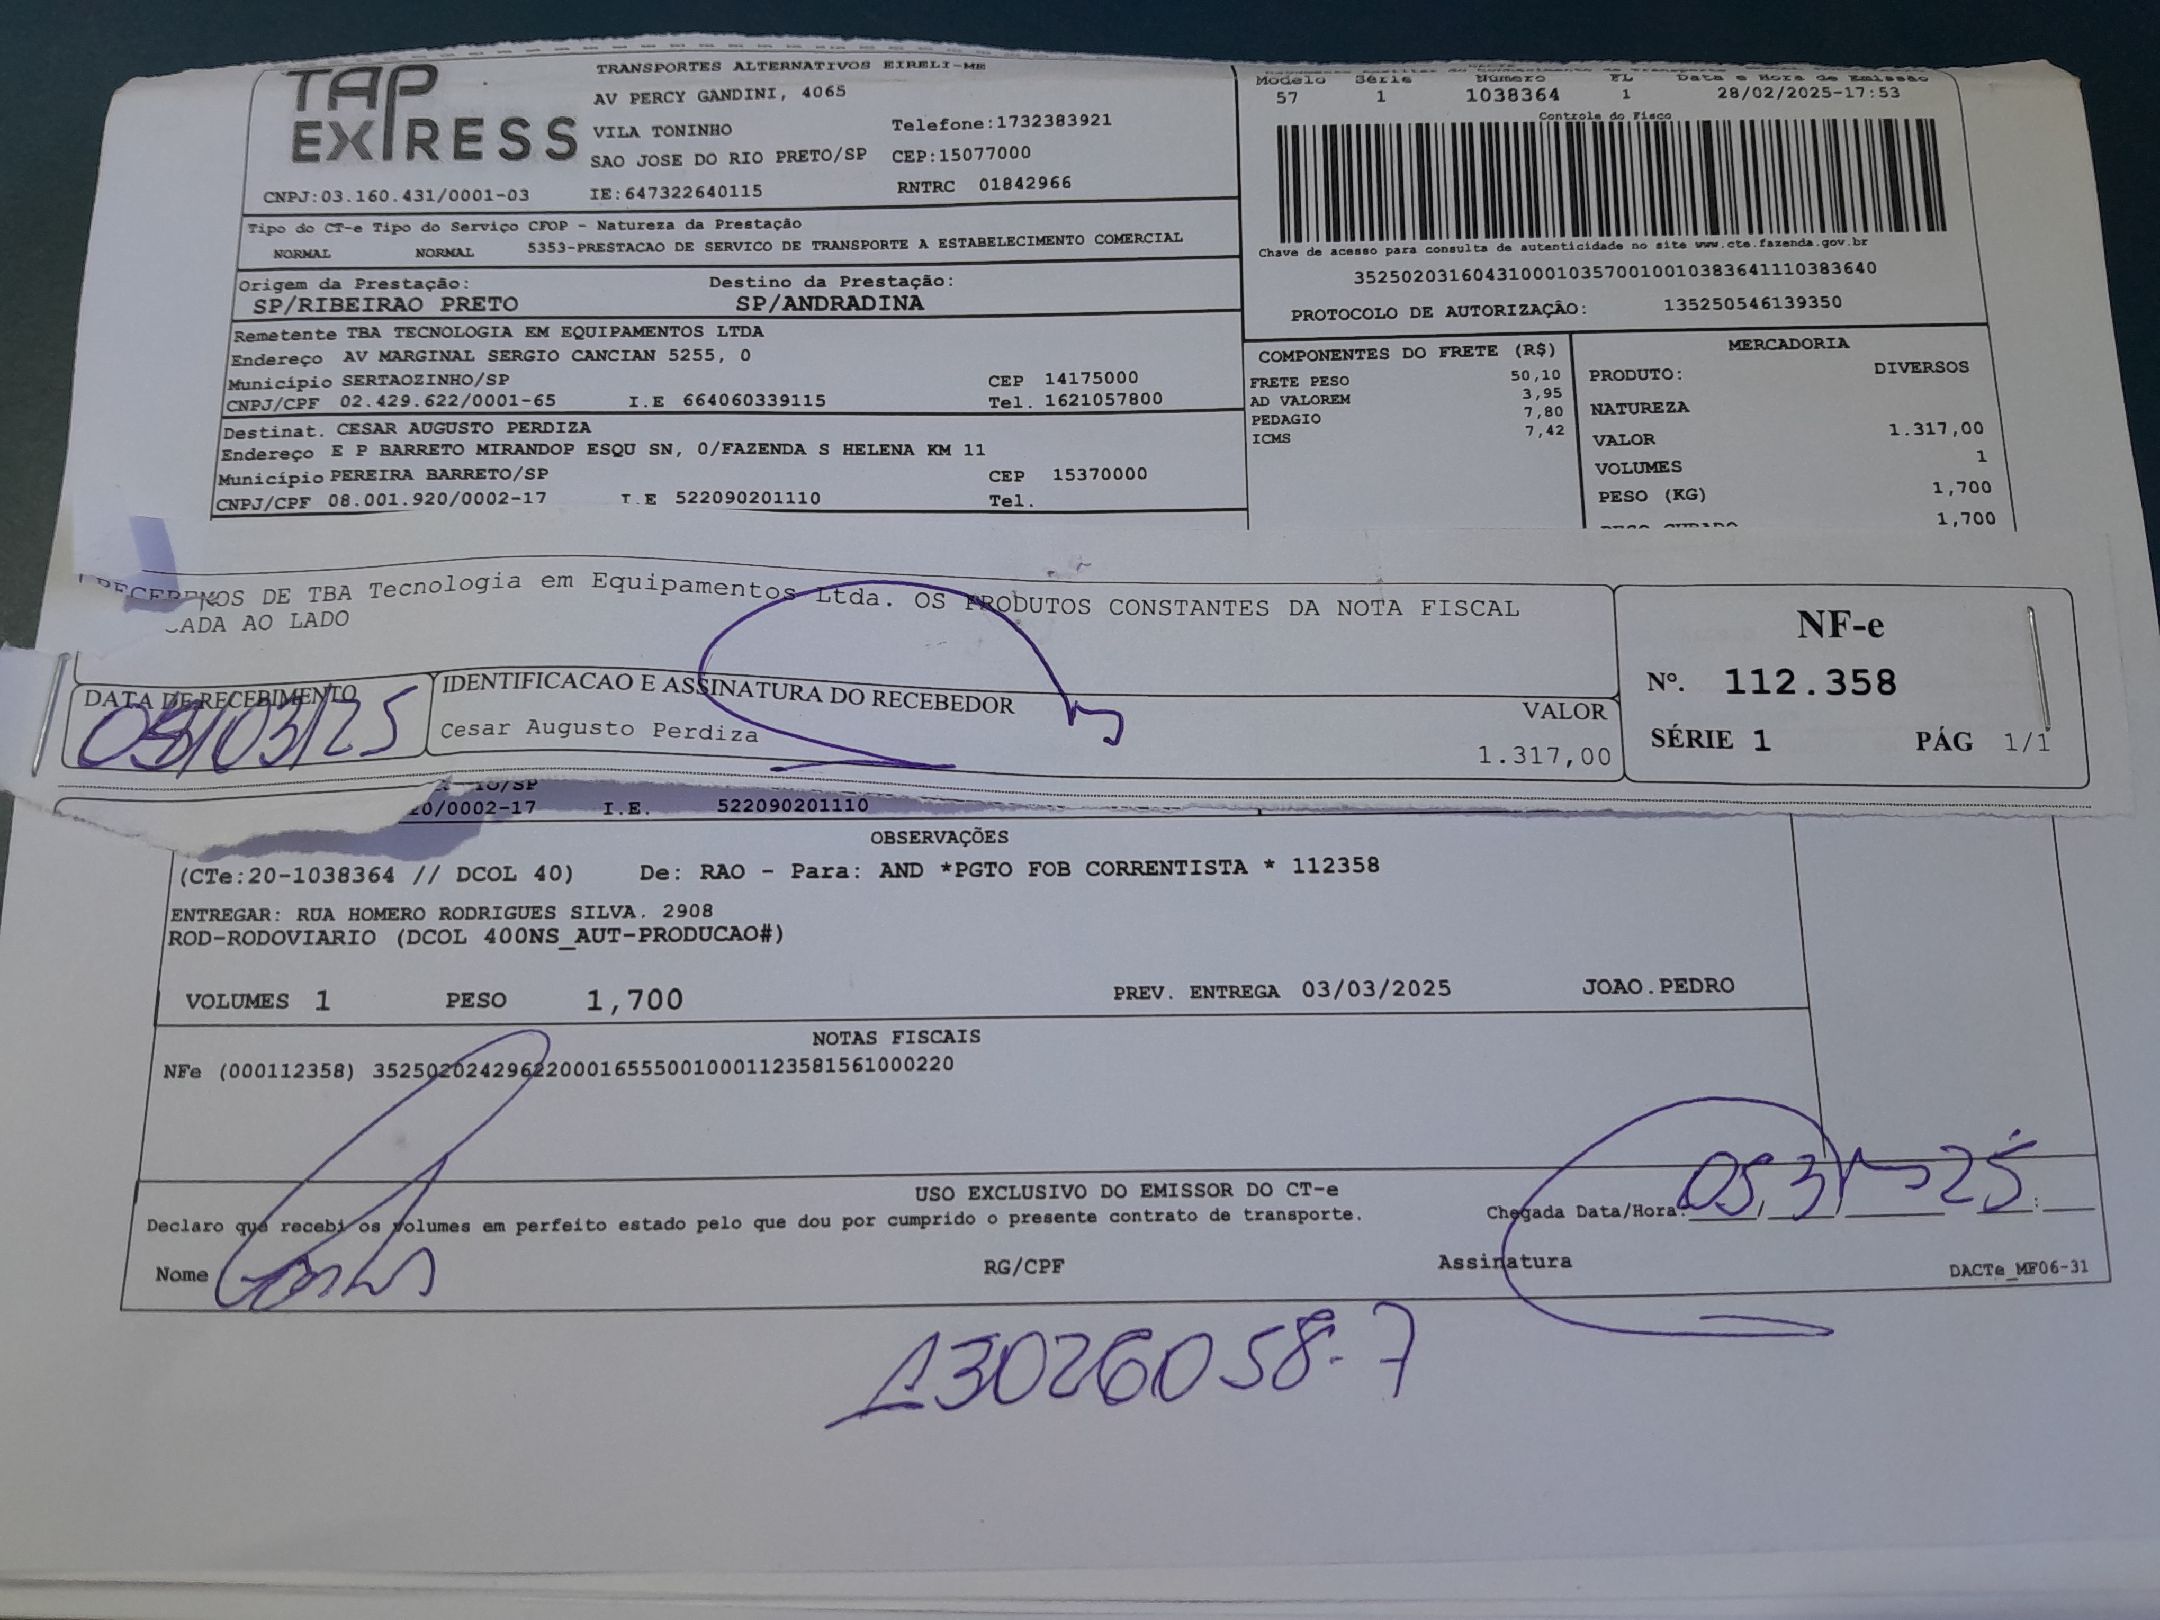 TAP EXPRESS
TRANSPORTES ALTERNATIVOS EIRELI-ME
AV PERCY GANDINI, 4065
VILA TONINHO Telefone:1732383921
SAO JOSE DO RIO PRETO/SP CEP:15077000
CNPJ:03.160.431/0001-03 IE:647322640115 RNTRC 01842966
Modelo Série Número FL Data e Hora de Emissão
57 1 1038364 1 28/02/2025-17:53
Controle do Fisco
Chave de acesso para consulta de autenticidade no site www.cte.fazenda.gov.br
35250203160431000103570010010383641110383640
PROTOCOLO DE AUTORIZAÇÃO: 135250546139350
Tipo do CT-e Tipo do Serviço CFOP - Natureza da Prestação
NORMAL NORMAL 5353-PRESTACAO DE SERVICO DE TRANSPORTE A ESTABELECIMENTO COMERCIAL
Origem da Prestação: Destino da Prestação:
SP/RIBEIRAO PRETO SP/ANDRADINA
Remetente TBA TECNOLOGIA EM EQUIPAMENTOS LTDA
Endereço AV MARGINAL SERGIO CANCIAN 5255, 0
Município SERTAOZINHO/SP CEP 14175000
CNPJ/CPF 02.429.622/0001-65 I.E 664060339115 Tel. 1621057800
Destinat. CESAR AUGUSTO PERDIZA
Endereço E P BARRETO MIRANDOP ESQU SN, 0/FAZENDA S HELENA KM 11
Município PEREIRA BARRETO/SP CEP 15370000
CNPJ/CPF 08.001.920/0002-17 I.E 522090201110 Tel.
COMPONENTES DO FRETE (R$)
FRETE PESO 50,10
AD VALOREM 3,95
PEDAGIO 7,80
ICMS 7,42
MERCADORIA
PRODUTO: DIVERSOS
NATUREZA
VALOR 1.317,00
VOLUMES 1
PESO (KG) 1,700
1,700
RECEBEMOS DE TBA Tecnologia em Equipamentos Ltda. OS PRODUTOS CONSTANTES DA NOTA FISCAL
CADA AO LADO
DATA DE RECEBIMENTO
05/03/25
IDENTIFICACAO E ASSINATURA DO RECEBEDOR
Cesar Augusto Perdiza
VALOR
1.317,00
NF-e
Nº. 112.358
SÉRIE 1 PÁG 1/1
TO/SP
20/0002-17 I.E. 522090201110
OBSERVAÇÕES
(CTe:20-1038364 // DCOL 40) De: RAO - Para: AND *PGTO FOB CORRENTISTA * 112358
ENTREGAR: RUA HOMERO RODRIGUES SILVA. 2908
ROD-RODOVIARIO (DCOL 400NS_AUT-PRODUCAO#)
VOLUMES 1 PESO 1,700 PREV. ENTREGA 03/03/2025 JOAO.PEDRO
NOTAS FISCAIS
NFe (000112358) 35250202429622000165550010001123581561000220
USO EXCLUSIVO DO EMISSOR DO CT-e
Declaro que recebi os volumes em perfeito estado pelo que dou por cumprido o presente contrato de transporte.
Chegada Data/Hora: 05 3 25
Nome RG/CPF Assinatura DACTe_MF06-31
13026058-7